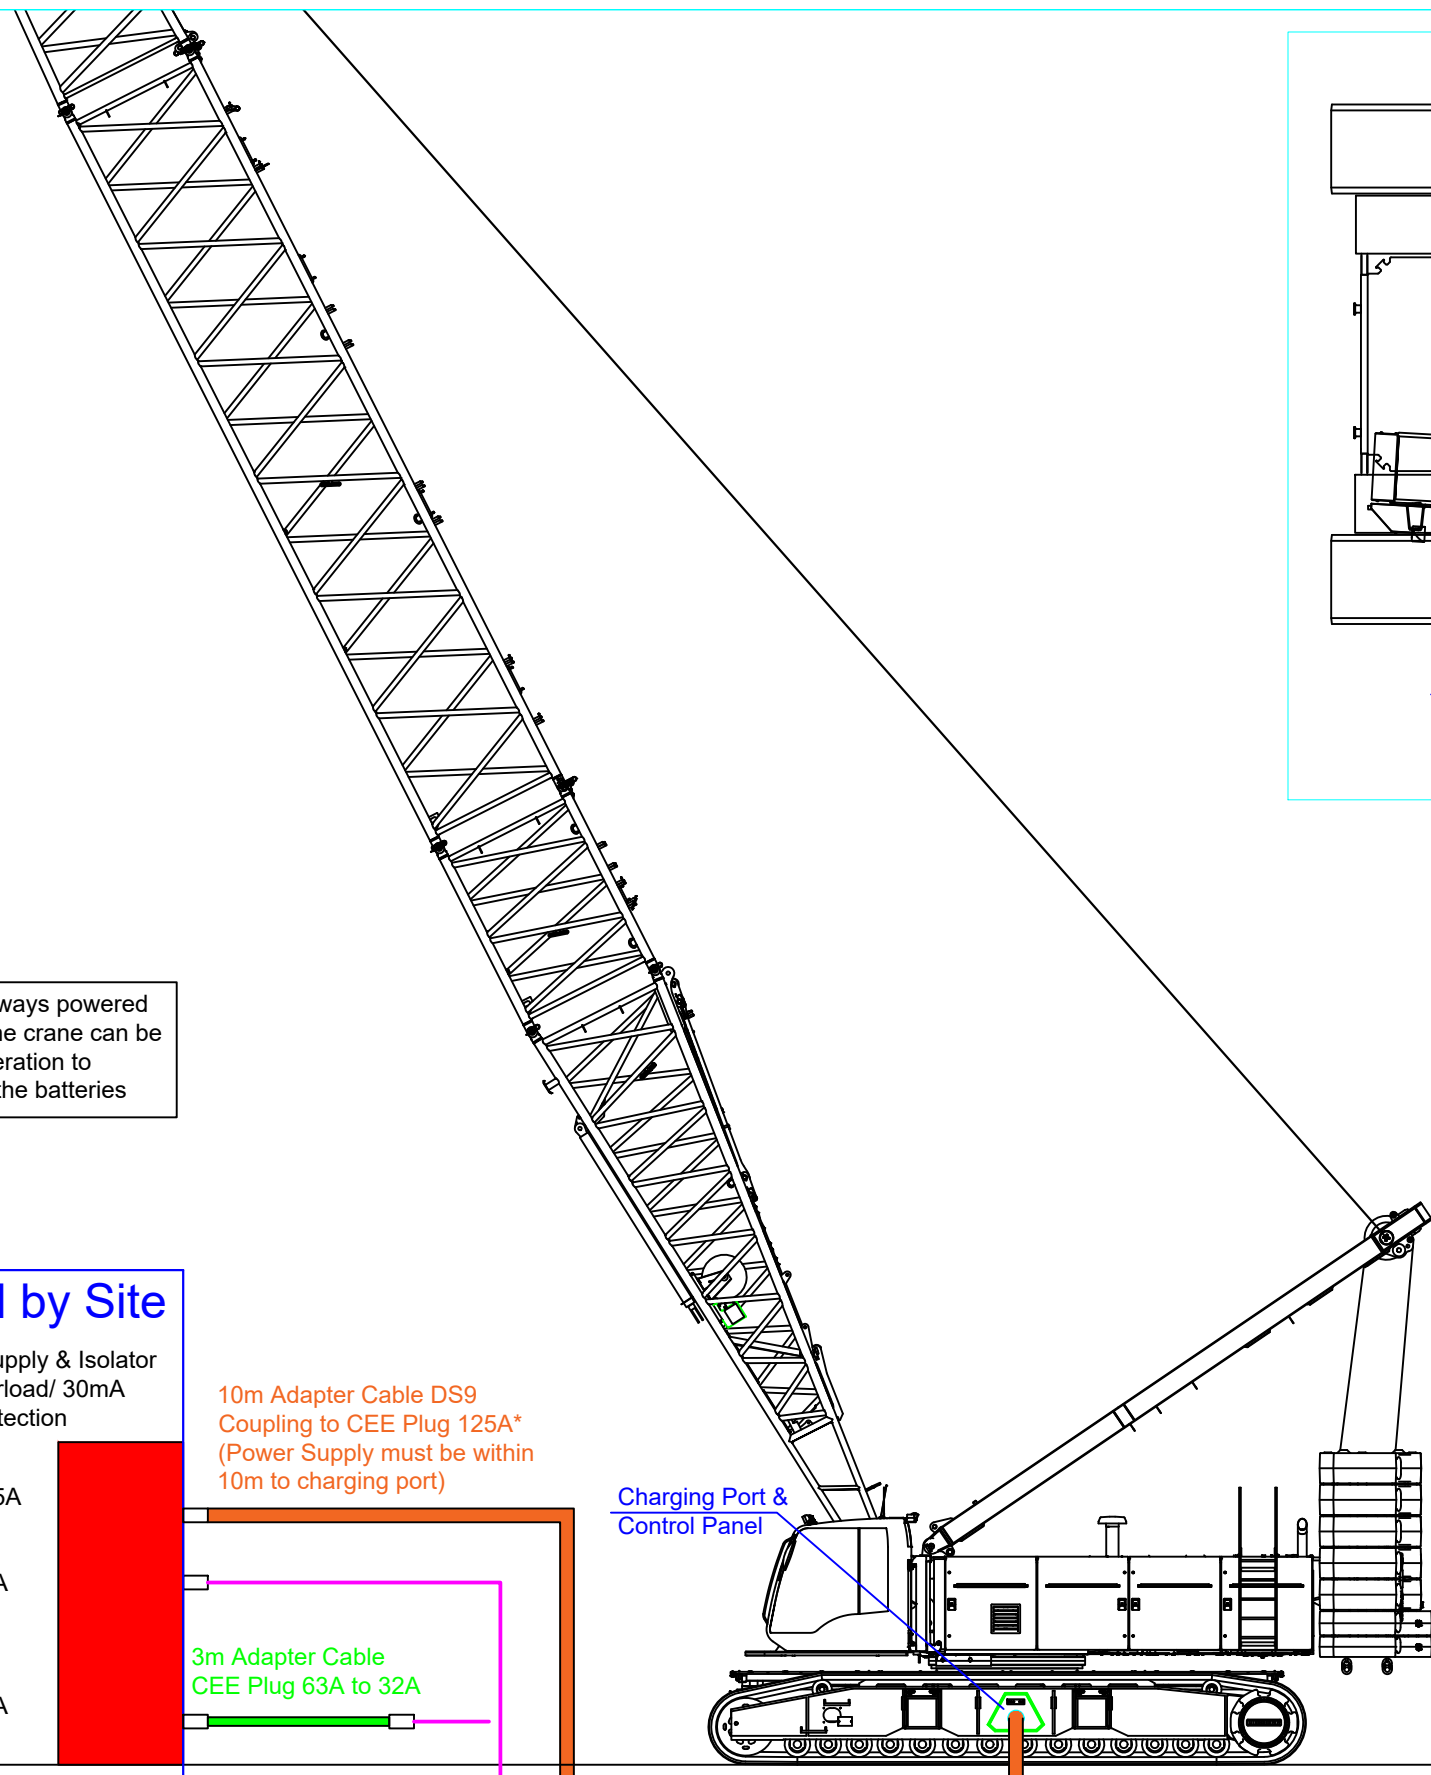 ways powered
ne crane can be
eration to
the batteries
l by Site
upply & Isolator
rload/ 30mA
tection
5A
A
A
10m Adapter Cable DS9
Coupling to CEE Plug 125A*
(Power Supply must be within
10m to charging port)
3m Adapter Cable
CEE Plug 63A to 32A
Charging Port &
Control Panel